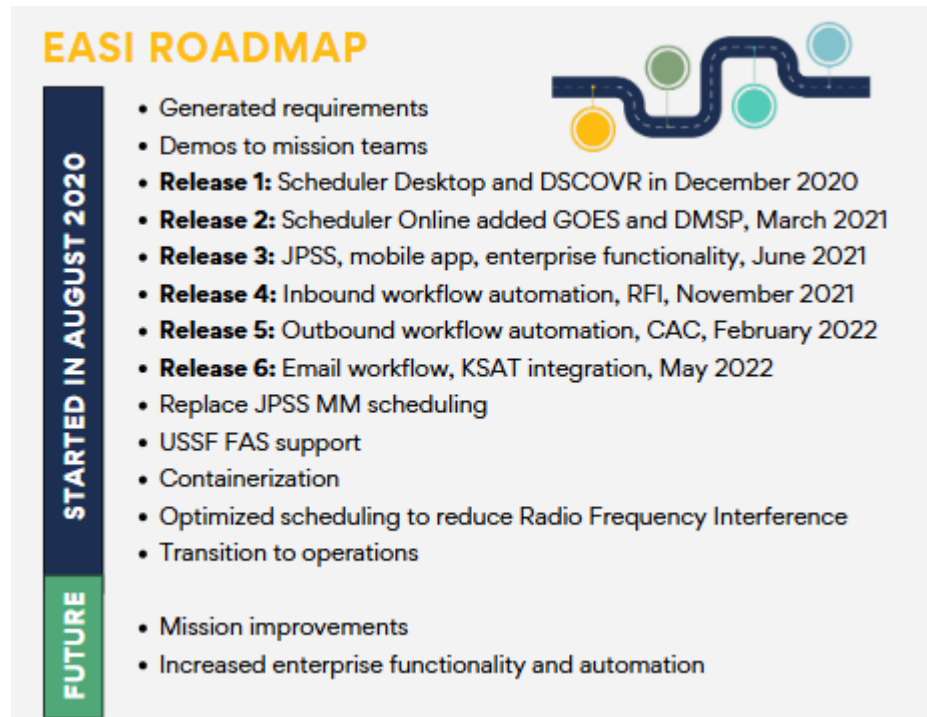 EASI ROADMAP
STARTED IN AUGUST 2020
• Generated requirements
• Demos to mission teams
• Release 1: Scheduler Desktop and DSCOVR in December 2020
• Release 2: Scheduler Online added GOES and DMSP, March 2021
• Release 3: JPSS, mobile app, enterprise functionality, June 2021
• Release 4: Inbound workflow automation, RFI, November 2021
• Release 5: Outbound workflow automation, CAC, February 2022
• Release 6: Email workflow, KSAT integration, May 2022
• Replace JPSS MM scheduling
• USSF FAS support
• Containerization
• Optimized scheduling to reduce Radio Frequency Interference
• Transition to operations
FUTURE
• Mission improvements
• Increased enterprise functionality and automation